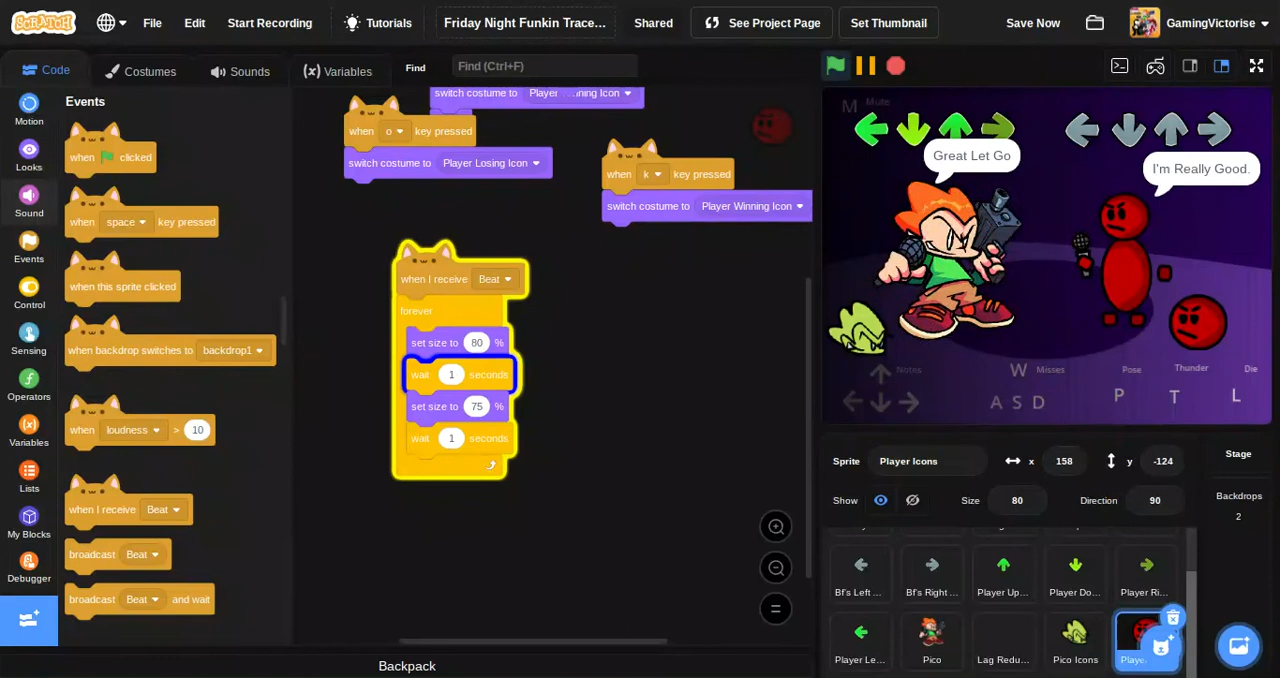 SCRATCH
File
Edit
Start Recording
Tutorials
Friday Night Funkin Trace...
Shared
See Project Page
Set Thumbnail
Save Now
GamingVictorise
Code
Costumes
Sounds
(x) Variables
Find
Find (Ctrl+F)
Motion
Looks
Sound
Events
Control
Sensing
Operators
Variables
Lists
My Blocks
Debugger
Events
when clicked
when space key pressed
when this sprite clicked
when backdrop switches to backdrop1
when loudness > 10
when I receive Beat
broadcast Beat
broadcast Beat and wait
switch costume to
when o key pressed
switch costume to Player Losing Icon
when k key pressed
switch costume to Player Winning Icon
when I receive Beat
forever
set size to 80 %
wait 1 seconds
set size to 75 %
wait 1 seconds
Backpack
M Mute
Great Let Go
I'm Really Good.
Notes
W Misses
A S D
Pose
P
Thunder
T
Die
L
Sprite Player Icons x 158 y -124
Show Size 80 Direction 90
Stage
Backdrops
2
Bf's Left ...
Bf's Right ...
Player Up...
Player Do...
Player Ri...
Player Le...
Pico
Lag Redu...
Pico Icons